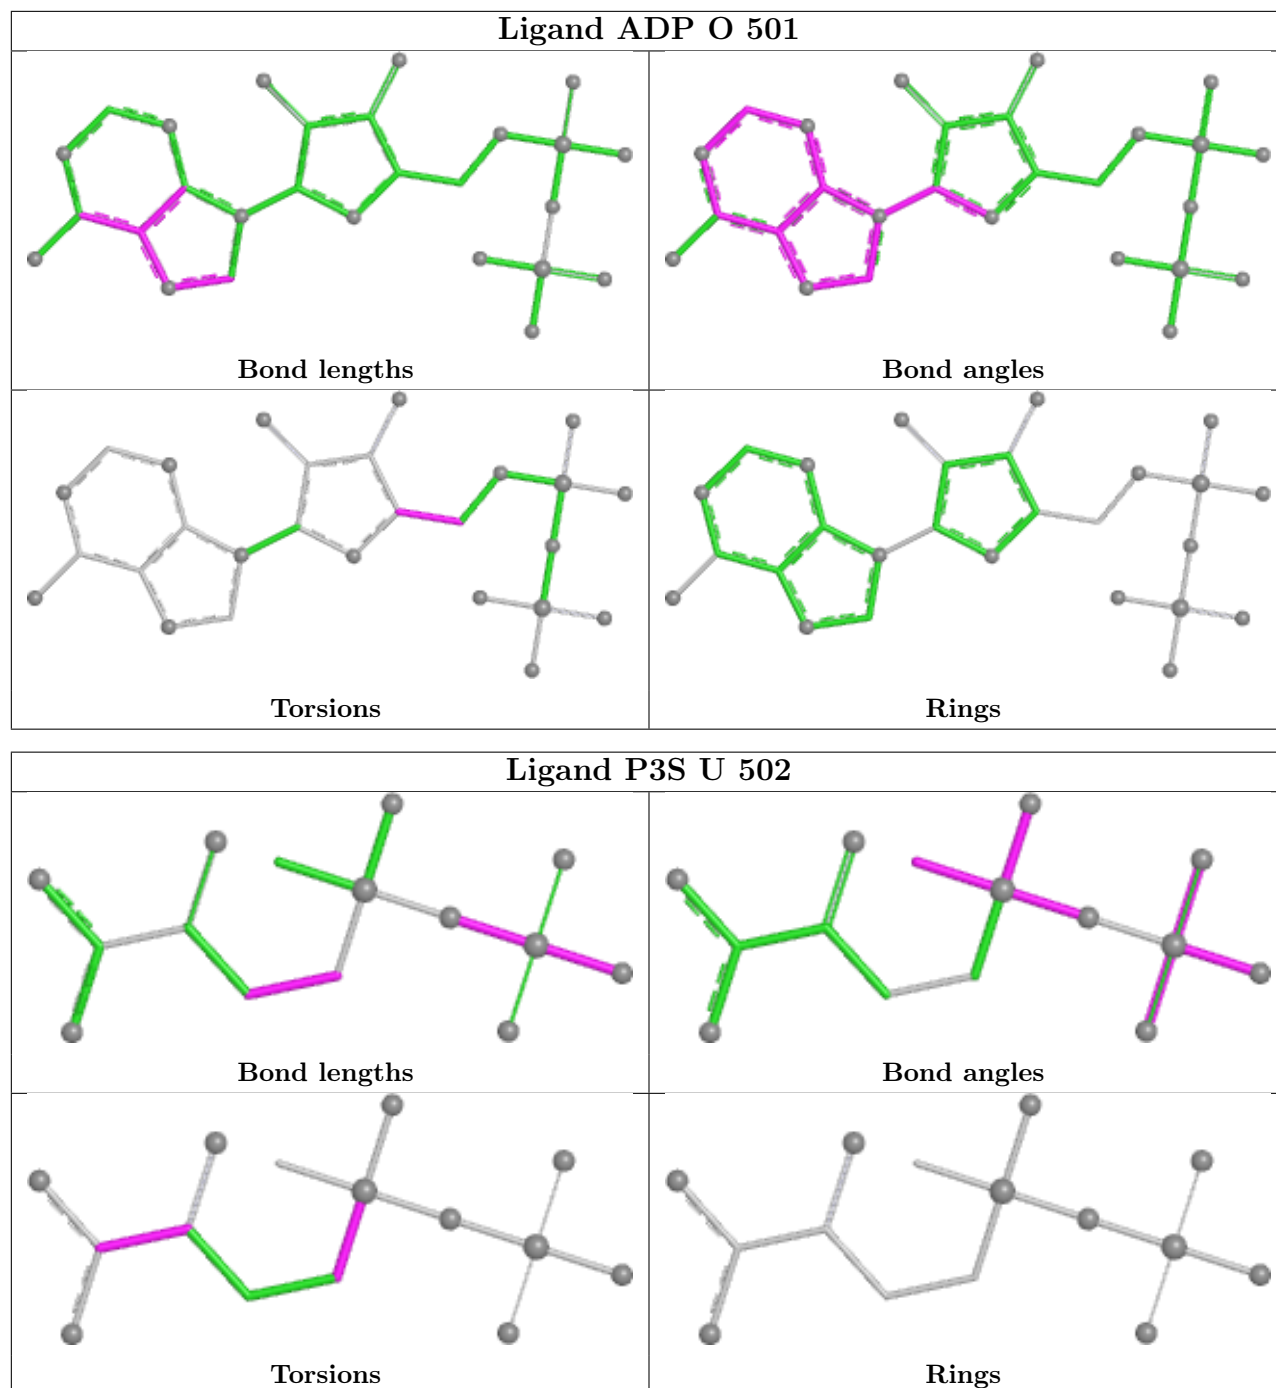 Ligand ADP O 501
Bond lengths
Bond angles
Torsions
Rings
Ligand P3S U 502
Bond lengths
Bond angles
Torsions
Rings